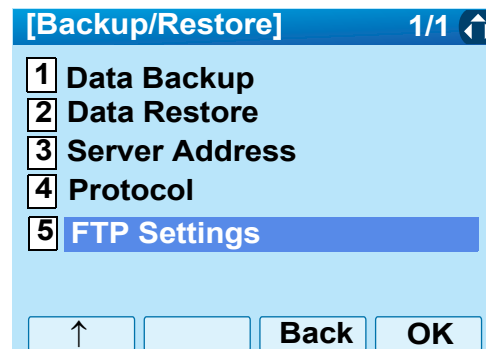 [Backup/Restore] 1/1
1 Data Backup
2 Data Restore
3 Server Address
4 Protocol
5 FTP Settings
↑ Back OK